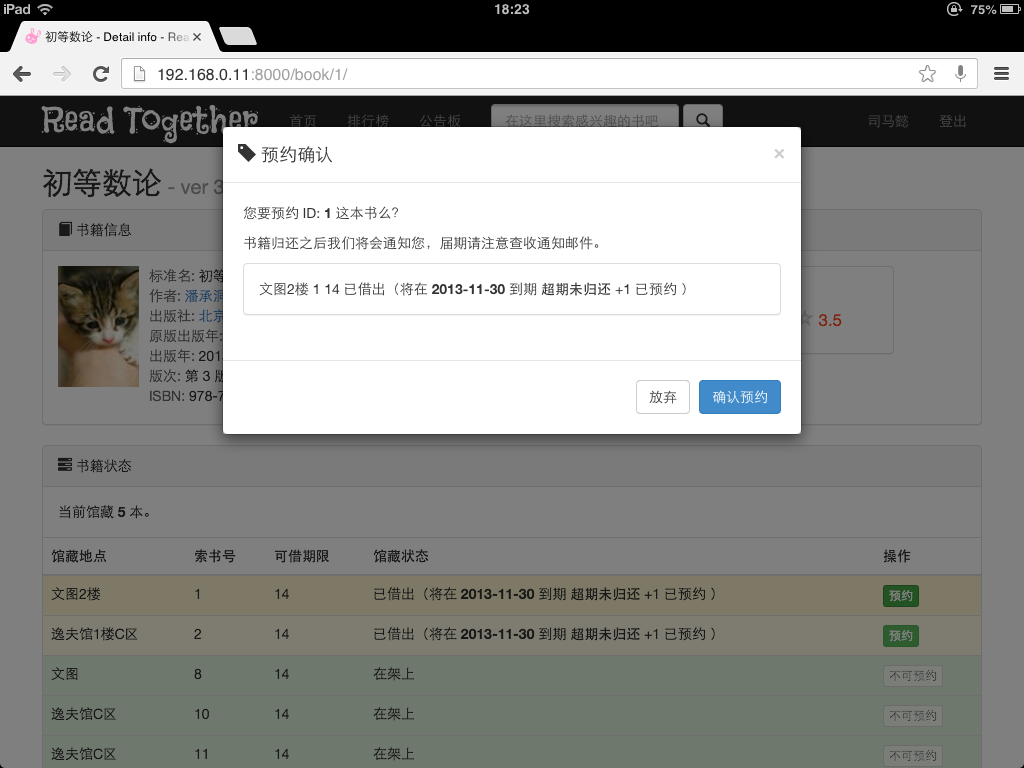 iPad
18:23
75%
初等数论 - Detail info - Rea
192.168.0.11:8000/book/1/
Read Together
首页
排行榜
公告板
在这里搜索感兴趣的书吧
司马懿
登出
初等数论 - ver 3
预约确认
×
您要预约 ID: 1 这本书么？
书籍归还之后我们将会通知您，届期请注意查收通知邮件。
文图2楼 1 14 已借出（将在 2013-11-30 到期 超期未归还 +1 已预约 ）
放弃
确认预约
书籍信息
标准名: 初等
作者: 潘承洞
出版社: 北京
原版出版年:
出版年: 201
版次: 第 3 版
ISBN: 978-7
3.5
书籍状态
当前馆藏 5 本。
馆藏地点 索书号 可借期限 馆藏状态 操作
文图2楼 1 14 已借出（将在 2013-11-30 到期 超期未归还 +1 已预约 ） 预约
逸夫馆1楼C区 2 14 已借出（将在 2013-11-30 到期 超期未归还 +1 已预约 ） 预约
文图 8 14 在架上 不可预约
逸夫馆C区 10 14 在架上 不可预约
逸夫馆C区 11 14 在架上 不可预约